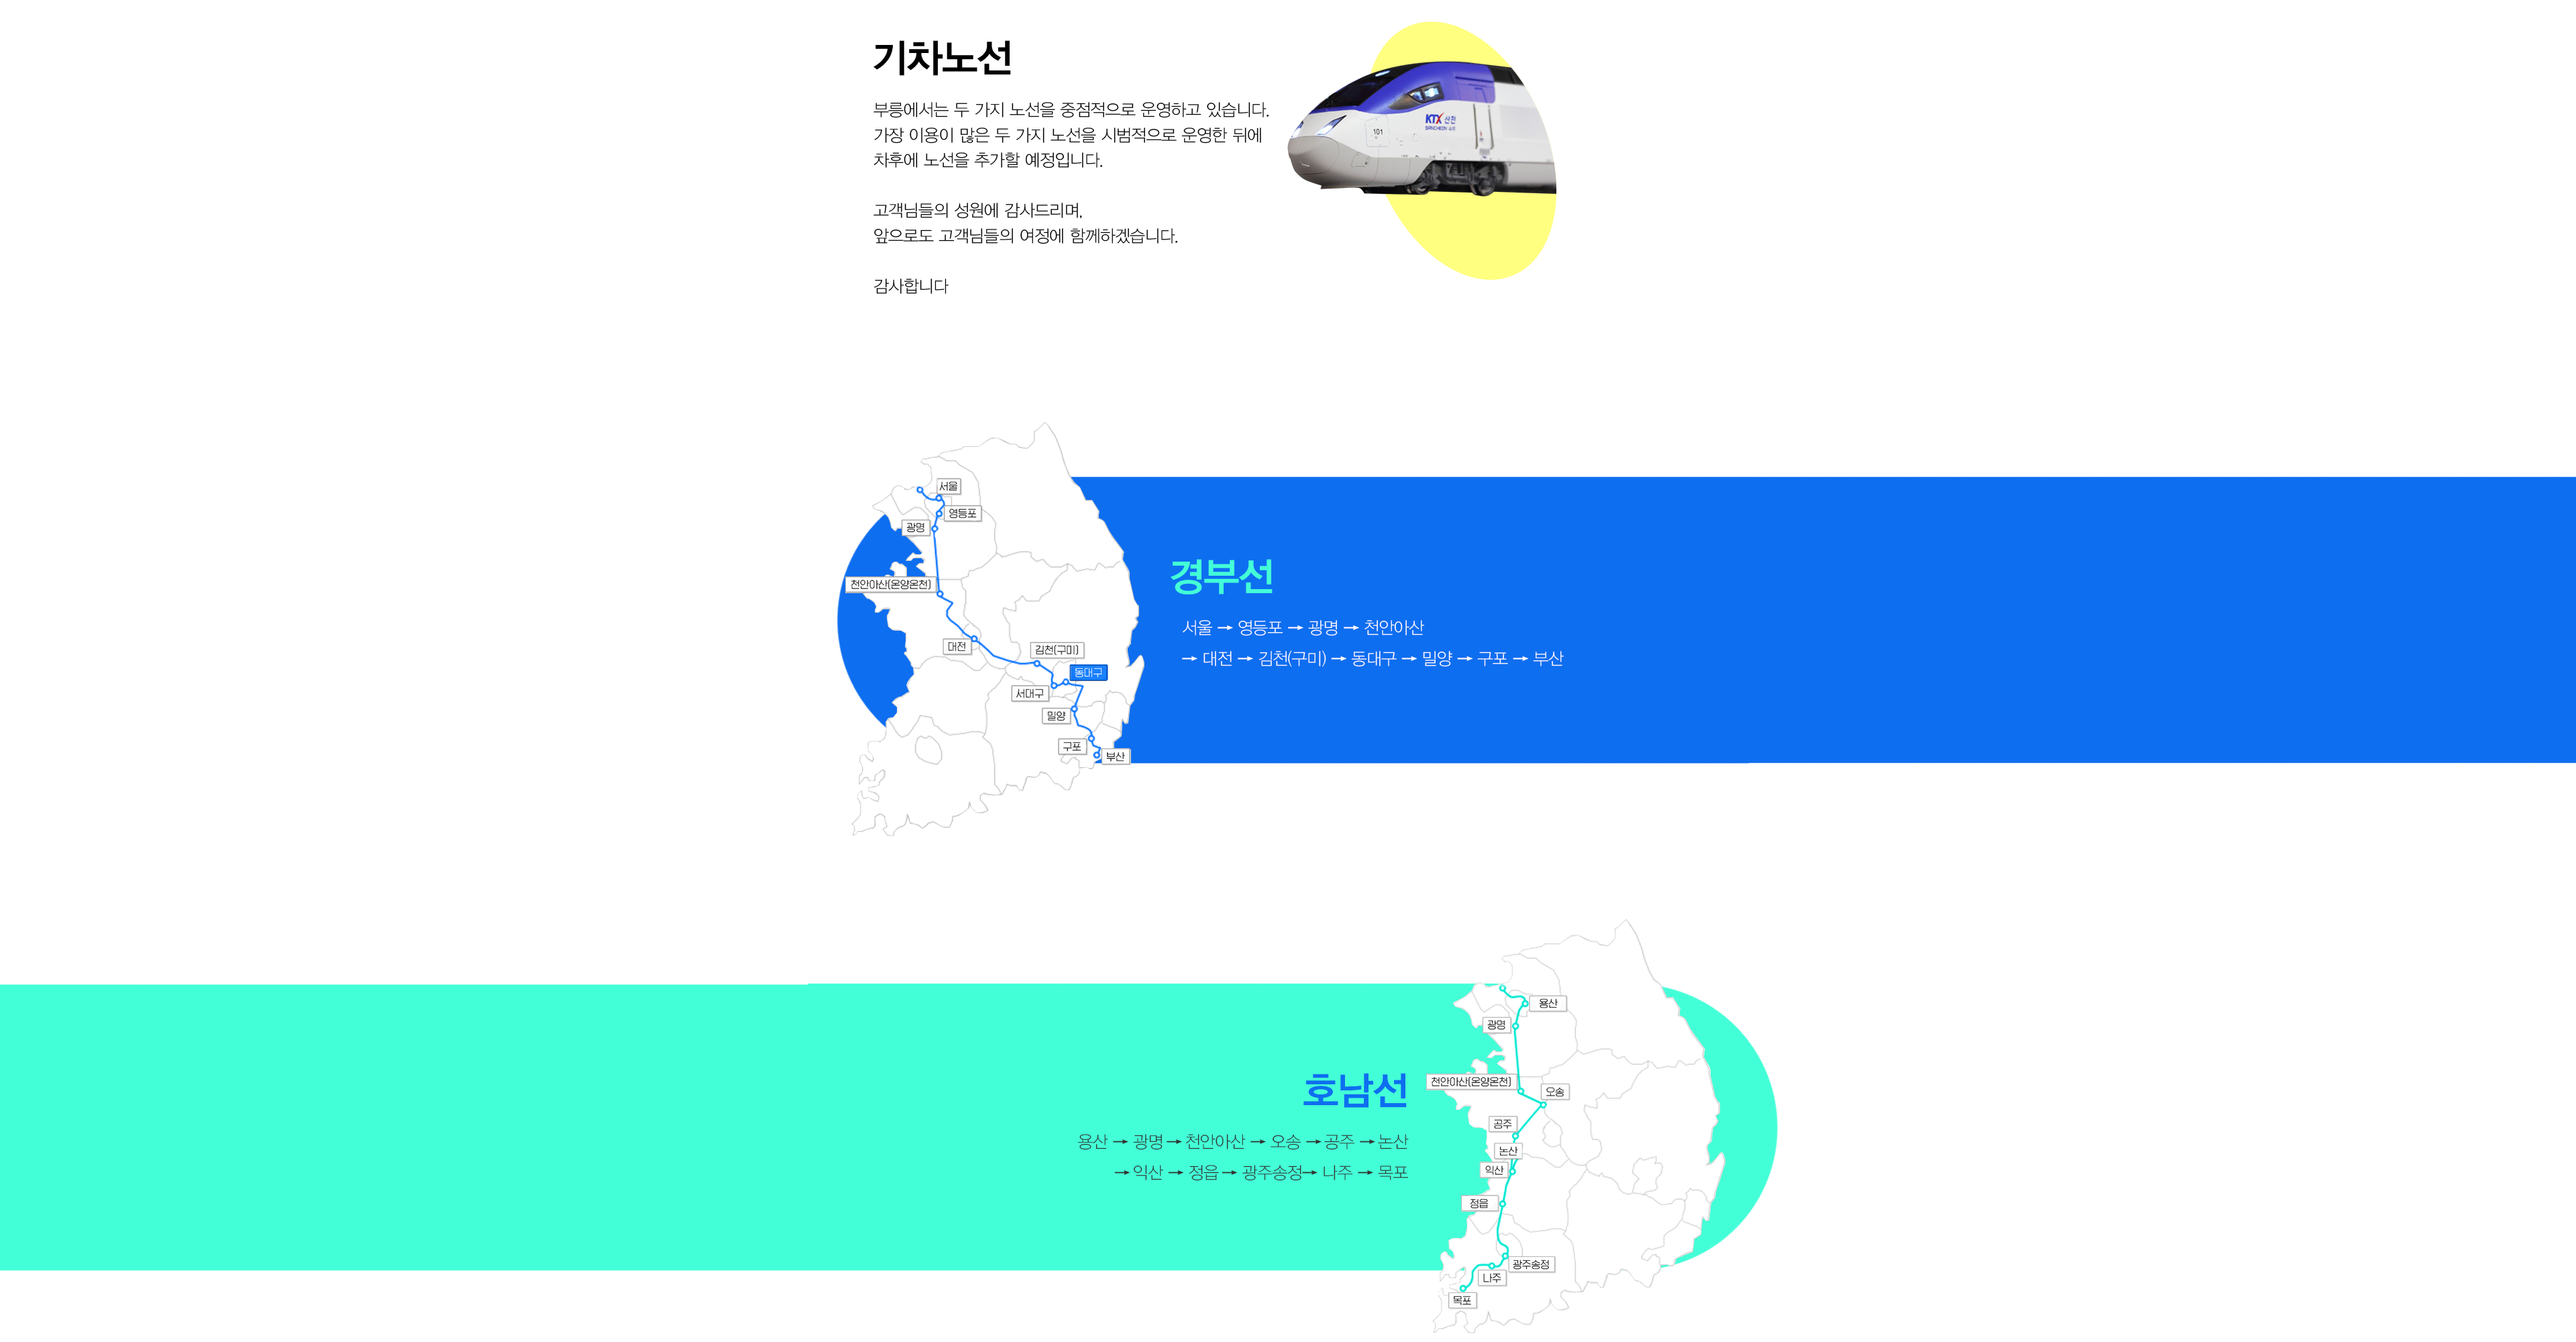 기차노선
부릉에서는 두 가지 노선을 중점적으로 운영하고 있습니다.
가장 이용이 많은 두 가지 노선을 시범적으로 운영한 뒤에
차후에 노선을 추가할 예정입니다.
고객님들의 성원에 감사드리며,
앞으로도 고객님들의 여정에 함께하겠습니다.
감사합니다
KTX 산천
SANCHEON
101
서울
영등포
광명
천안아산(온양온천)
대전
김천(구미)
동대구
서대구
밀양
구포
부산
경부선
서울 → 영등포 → 광명 → 천안아산
→ 대전 → 김천(구미) → 동대구 → 밀양 → 구포 → 부산
호남선
용산 → 광명 → 천안아산 → 오송 → 공주 → 논산
→ 익산 → 정읍 → 광주송정→ 나주 → 목포
용산
광명
천안아산(온양온천)
오송
공주
논산
익산
정읍
광주송정
나주
목포